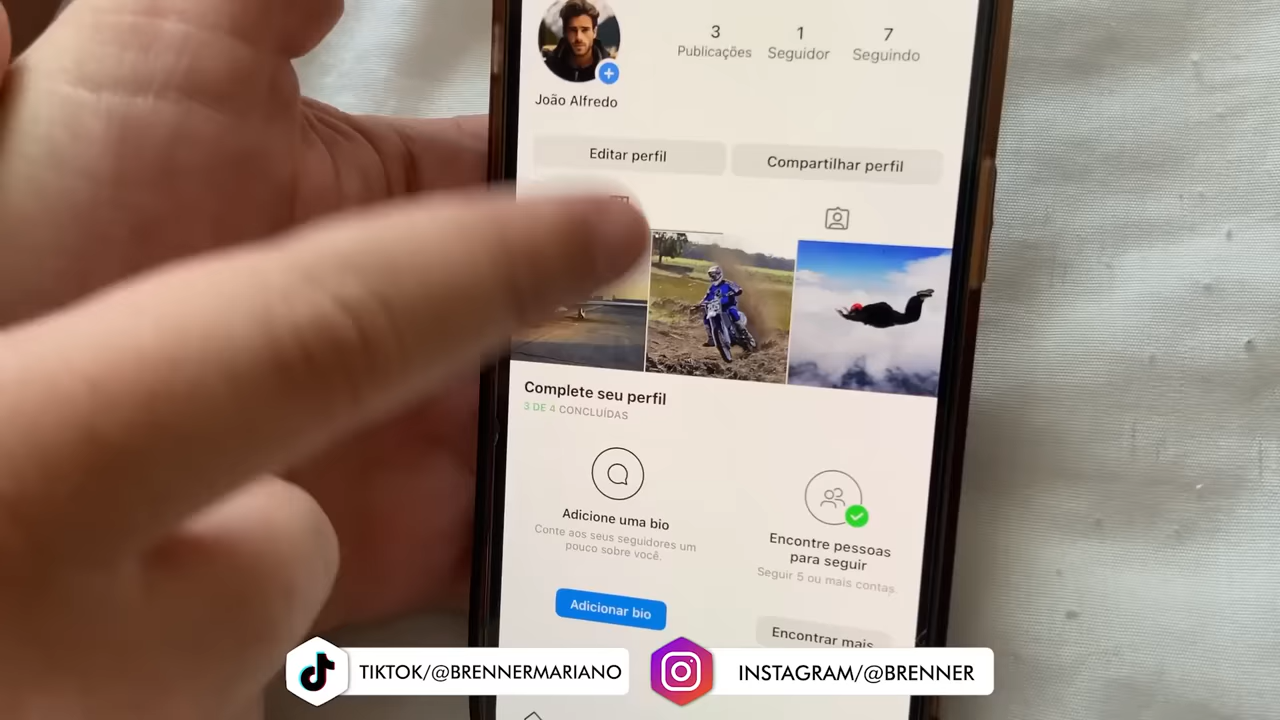 3
Publicações
1
Seguidor
7
Seguindo
João Alfredo
Editar perfil
Compartilhar perfil
Complete seu perfil
3 DE 4 CONCLUÍDAS
Adicione uma bio
Conte aos seus seguidores um
pouco sobre você.
Adicionar bio
Encontre pessoas
para seguir
Seguir 5 ou mais contas.
Encontrar mais
TIKTOK/@BRENNERMARIANO
INSTAGRAM/@BRENNER